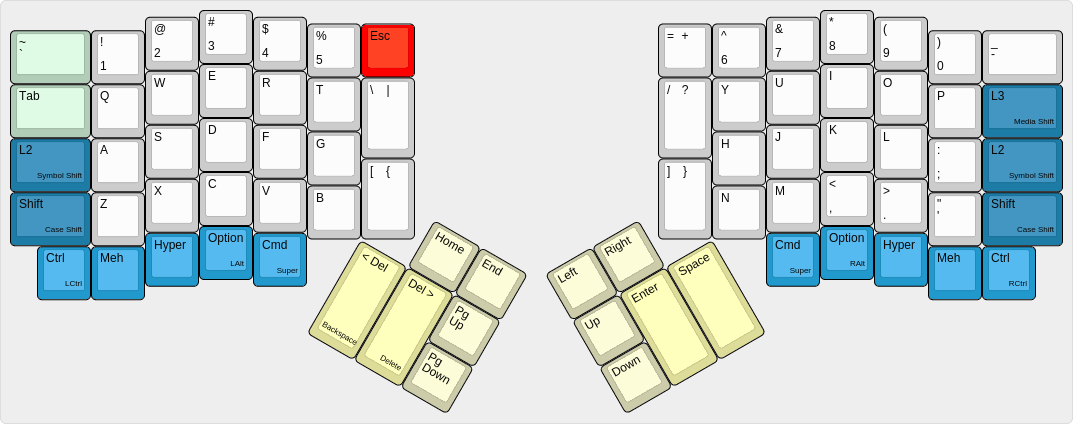 ~ ! @ # $ % Esc
` 1 2 3 4 5
Tab Q W E R T \ |
L2 A S D F G
Symbol Shift
Shift Z X C V B [ {
Case Shift
Ctrl Meh Hyper Option Cmd
LCtrl LAlt Super
< Del Home End
Backspace
Del > Pg Up
Delete
Pg Down
= + ^ & * ( ) _
6 7 8 9 0 -
/ ? Y U I O P L3
Media Shift
H J K L : L2
; Symbol Shift
] } N M < > " Shift
, . ' Case Shift
Cmd Option Hyper Meh Ctrl
Super RAlt RCtrl
Left Right
Up Enter Space
Down